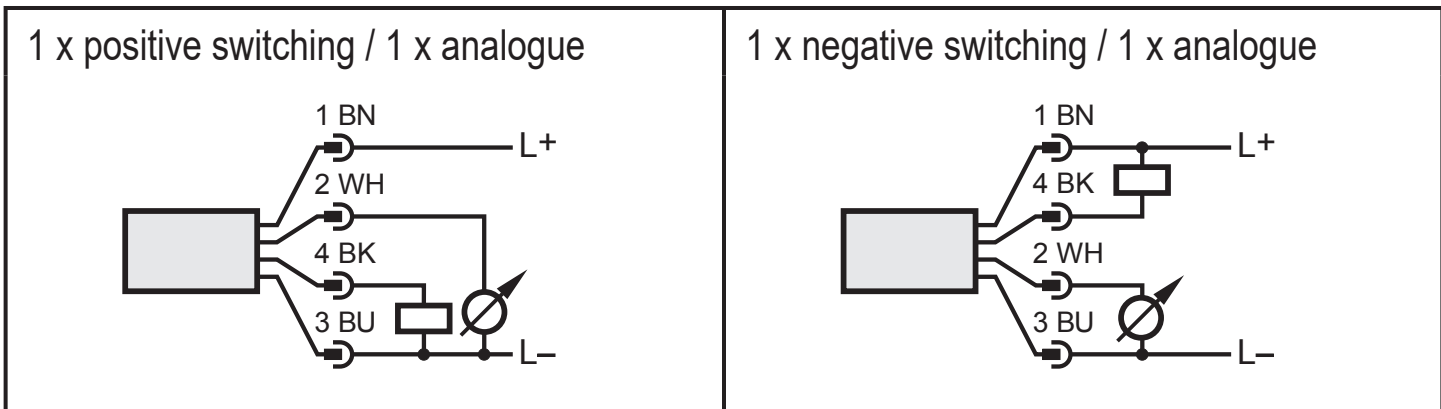 1 x positive switching / 1 x analogue
1 BN
L+
2 WH
4 BK
3 BU
L–
1 x negative switching / 1 x analogue
1 BN
L+
4 BK
2 WH
3 BU
L–